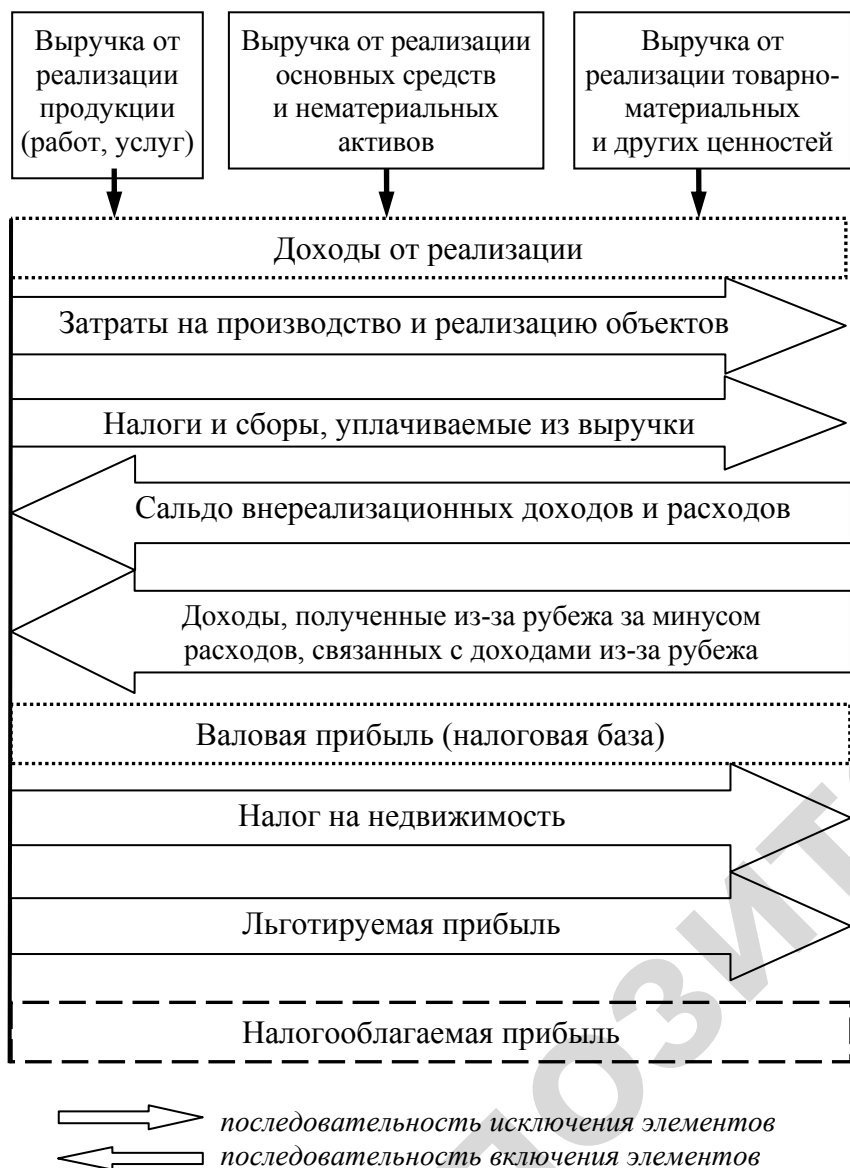 Выручка от
реализации
продукции
(работ, услуг)
Выручка от реализации
основных средств
и нематериальных
активов
Выручка от
реализации товарно-
материальных
и других ценностей
Доходы от реализации
Затраты на производство и реализацию объектов
Налоги и сборы, уплачиваемые из выручки
Сальдо внереализационных доходов и расходов
Доходы, полученные из-за рубежа за минусом
расходов, связанных с доходами из-за рубежа
Валовая прибыль (налоговая база)
Налог на недвижимость
Льготируемая прибыль
Налогооблагаемая прибыль
последовательность исключения элементов
последовательность включения элементов